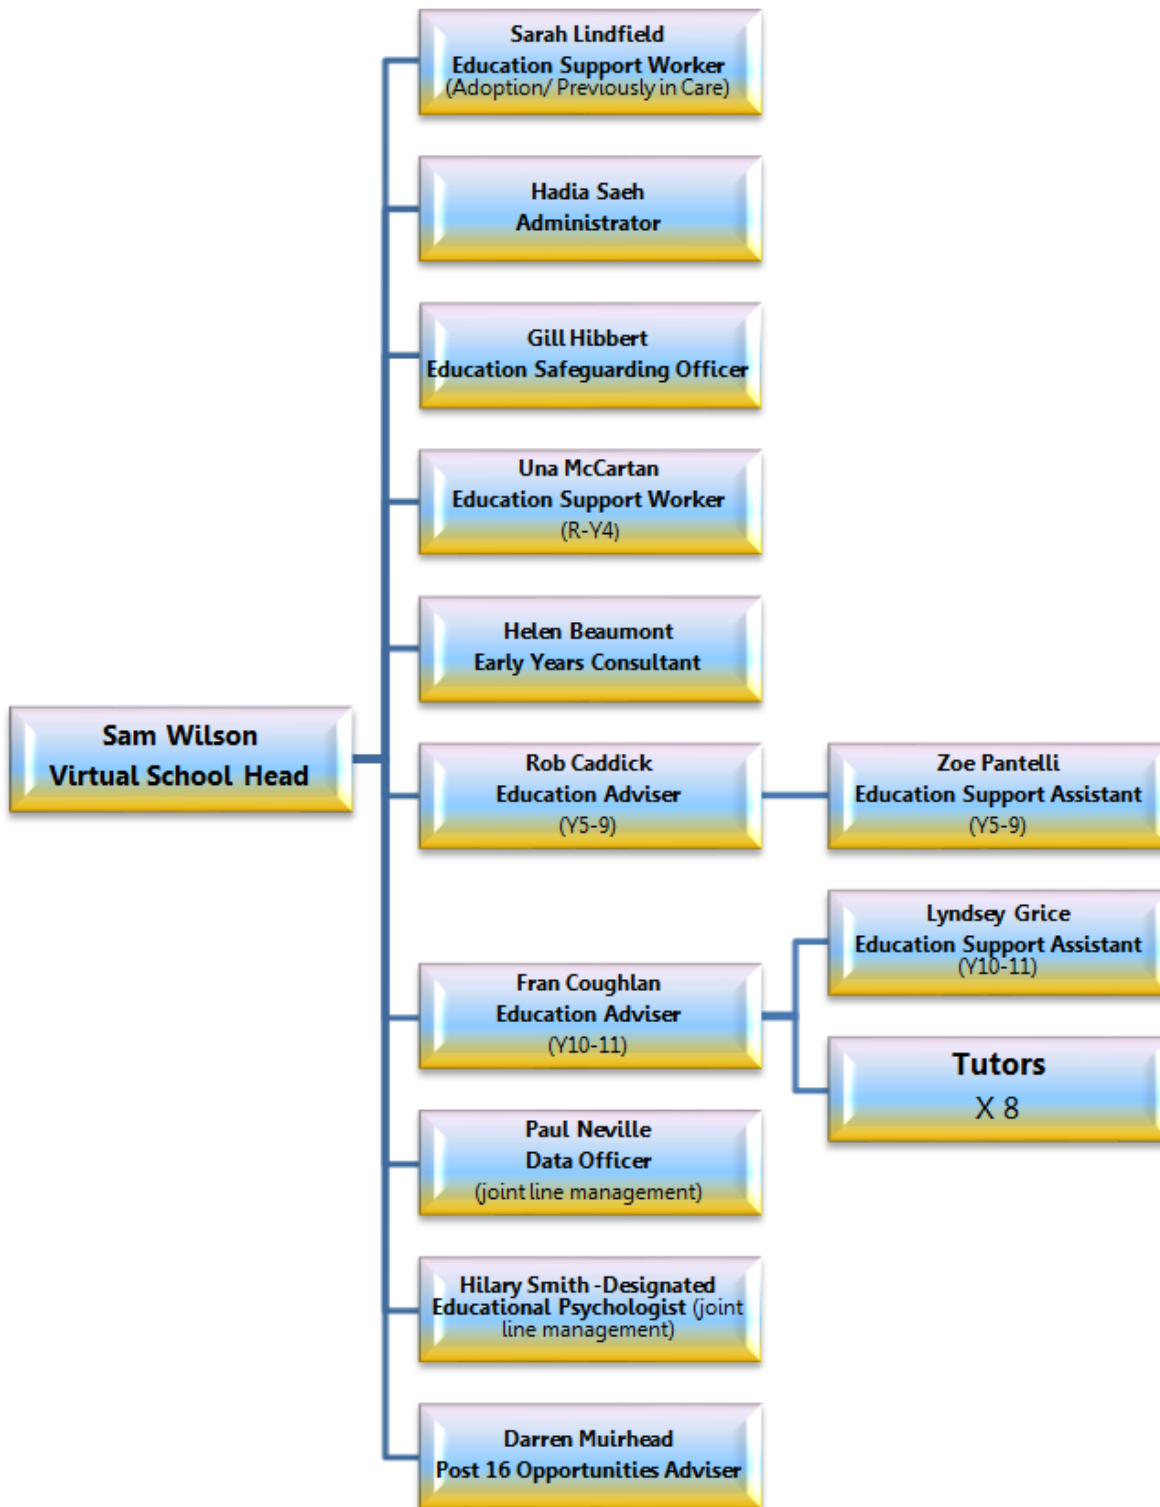 Sarah Lindfield
Education Support Worker
(Adoption/ Previously in Care)
Hadia Saeh
Administrator
Gill Hibbert
Education Safeguarding Officer
Una McCartan
Education Support Worker
(R-Y4)
Helen Beaumont
Early Years Consultant
Sam Wilson
Virtual School Head
Rob Caddick
Education Adviser
(Y5-9)
Zoe Pantelli
Education Support Assistant
(Y5-9)
Lyndsey Grice
Education Support Assistant
(Y10-11)
Fran Coughlan
Education Adviser
(Y10-11)
Tutors
X 8
Paul Neville
Data Officer
(joint line management)
Hilary Smith -Designated
Educational Psychologist (joint
line management)
Darren Muirhead
Post 16 Opportunities Adviser